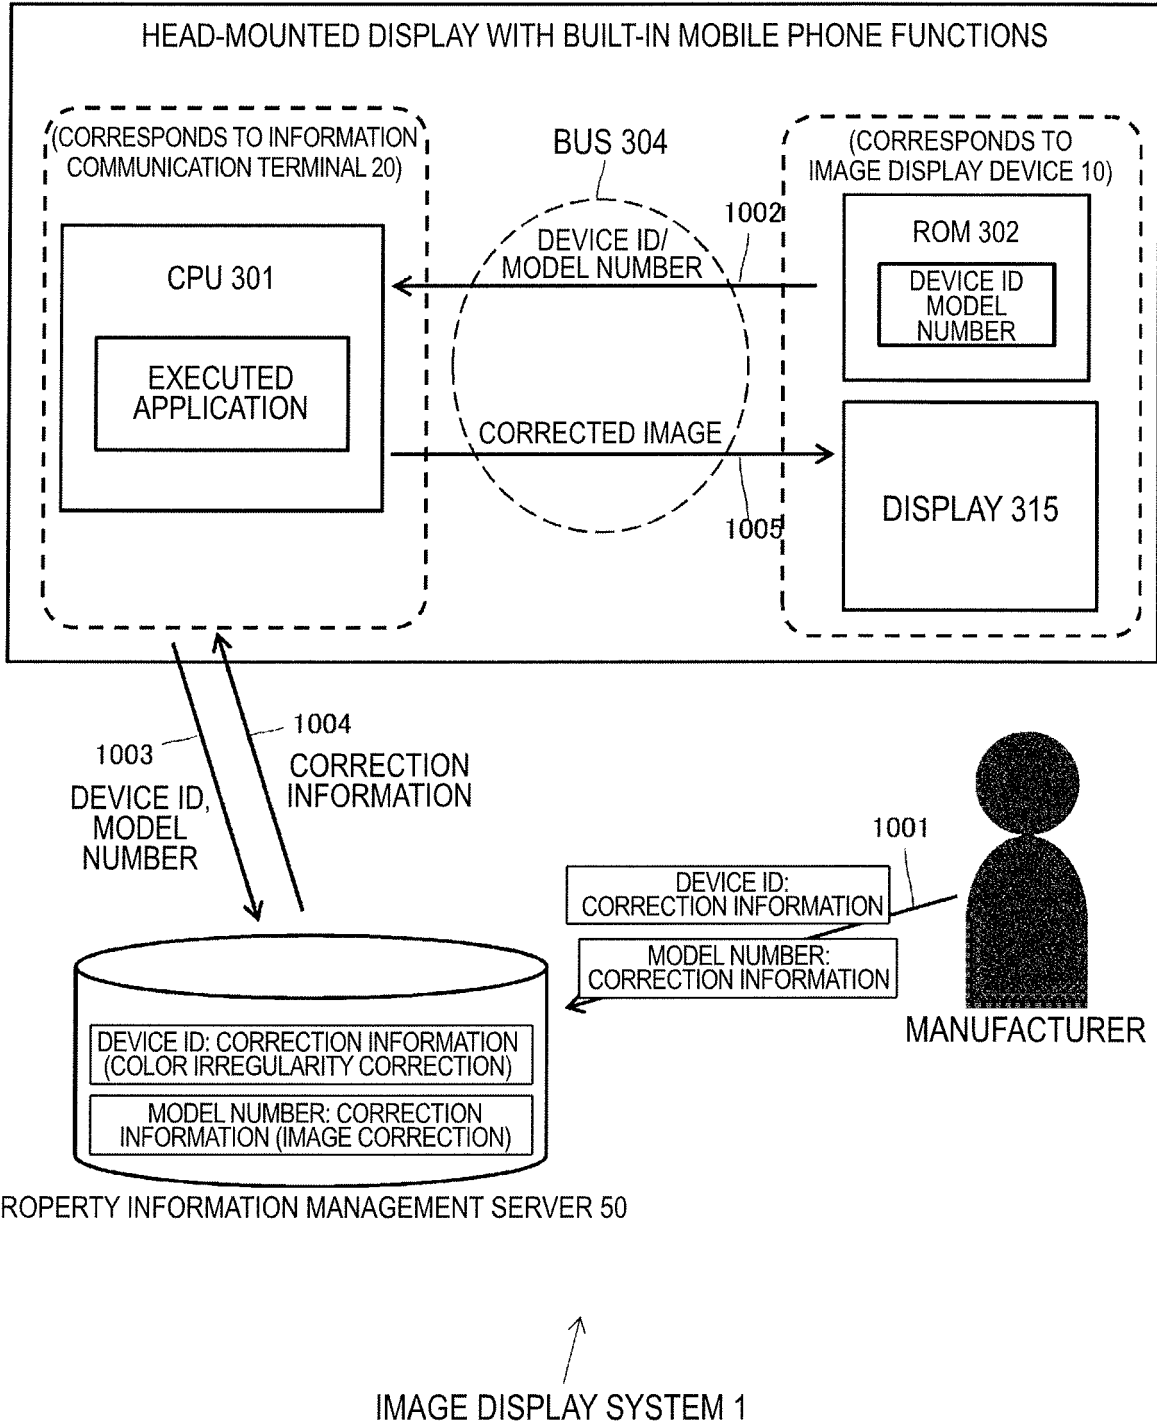 HEAD-MOUNTED DISPLAY WITH BUILT-IN MOBILE PHONE FUNCTIONS
(CORRESPONDS TO INFORMATION
COMMUNICATION TERMINAL 20)
CPU 301
EXECUTED
APPLICATION
BUS 304
DEVICE ID/
MODEL NUMBER
1002
CORRECTED IMAGE
1005
(CORRESPONDS TO
IMAGE DISPLAY DEVICE 10)
ROM 302
DEVICE ID
MODEL
NUMBER
DISPLAY 315
1003
DEVICE ID,
MODEL
NUMBER
1004
CORRECTION
INFORMATION
1001
DEVICE ID:
CORRECTION INFORMATION
MODEL NUMBER:
CORRECTION INFORMATION
MANUFACTURER
DEVICE ID: CORRECTION INFORMATION
(COLOR IRREGULARITY CORRECTION)
MODEL NUMBER: CORRECTION
INFORMATION (IMAGE CORRECTION)
ROPERTY INFORMATION MANAGEMENT SERVER 50
IMAGE DISPLAY SYSTEM 1